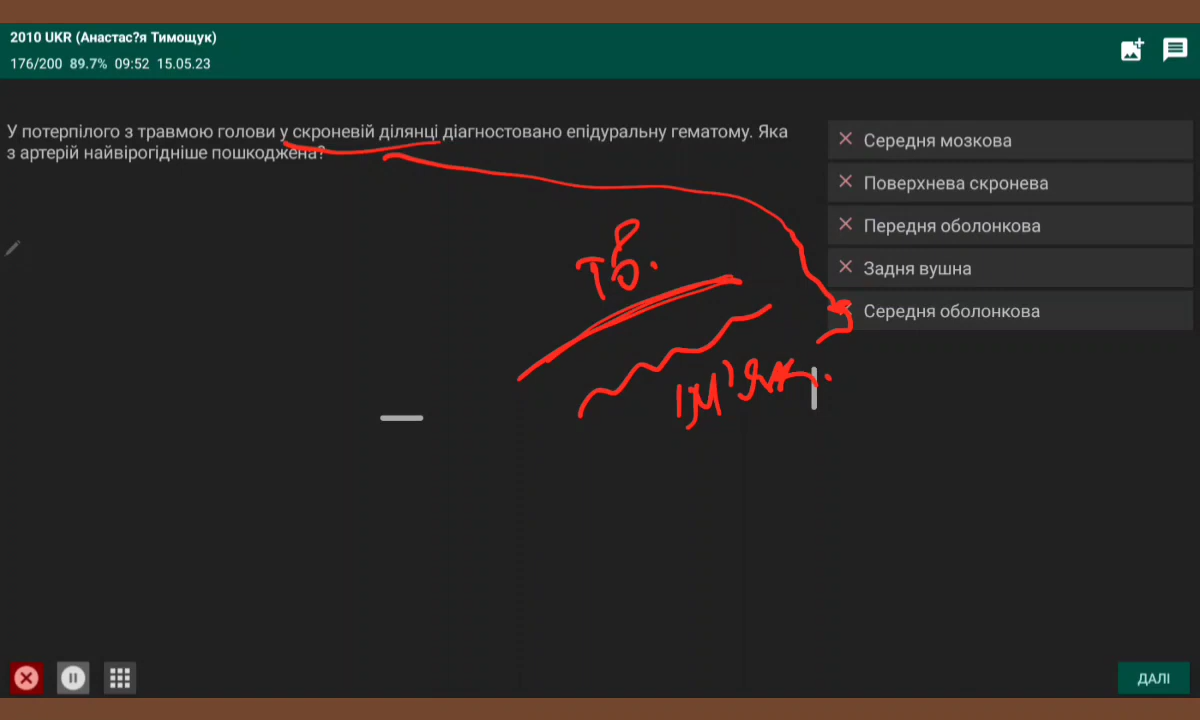 2010 UKR (Анастас?я Тимощук)
176/200 89.7% 09:52 15.05.23
У потерпілого з травмою голови у скроневій ділянці діагностовано епідуральну гематому. Яка
з артерій найвірогідніше пошкоджена?
Середня мозкова
Поверхнева скронева
Передня оболонкова
Задня вушна
Середня оболонкова
тв.
м'як.
ДАЛІ